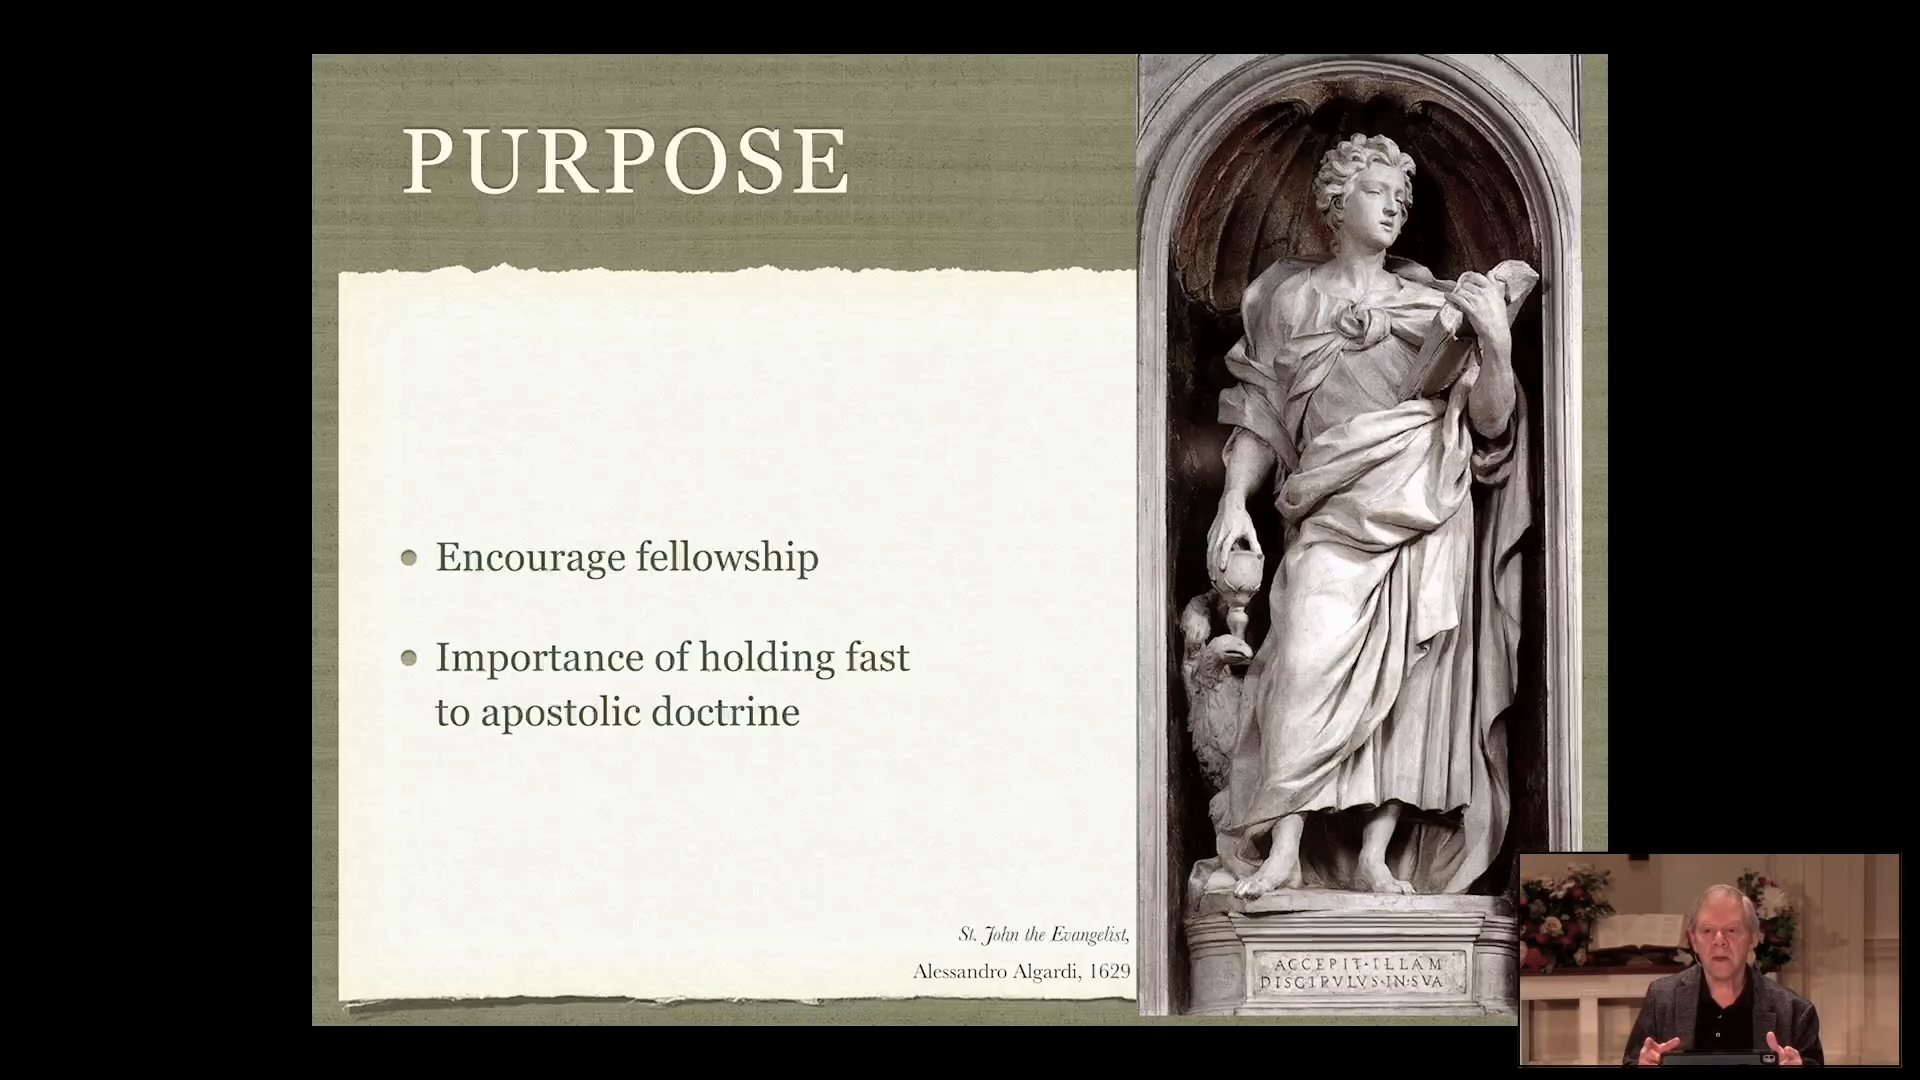 PURPOSE
Encourage fellowship
Importance of holding fast
to apostolic doctrine
St. John the Evangelist,
Alessandro Algardi, 1629
ACCEPIT·ILLAM
DISCIPVLVS·IN·SVA